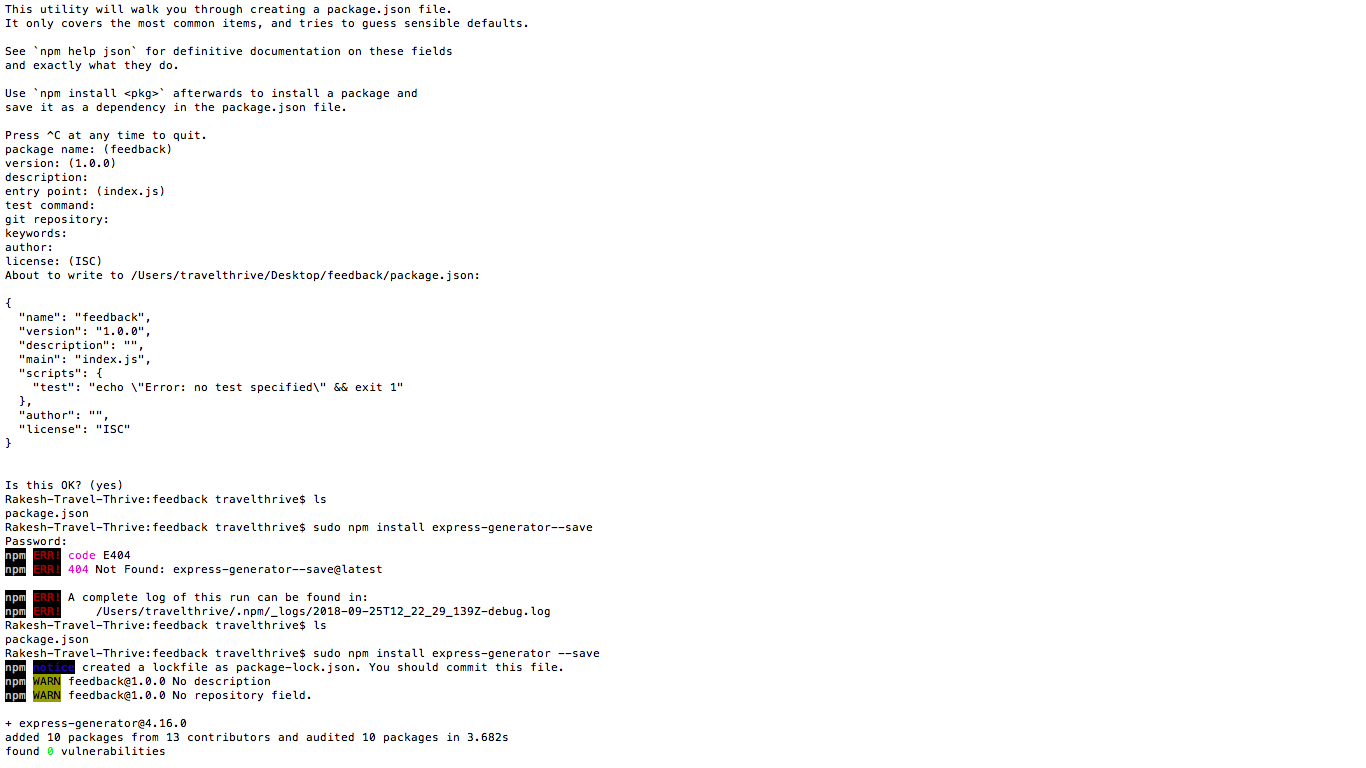 This utility will walk you through creating a package.json file.
It only covers the most common items, and tries to guess sensible defaults.
See `npm help json` for definitive documentation on these fields
and exactly what they do.
Use `npm install <pkg>` afterwards to install a package and
save it as a dependency in the package.json file.
Press ^C at any time to quit.
package name: (feedback)
version: (1.0.0)
description:
entry point: (index.js)
test command:
git repository:
keywords:
author:
license: (ISC)
About to write to /Users/travelthrive/Desktop/feedback/package.json:
{
  "name": "feedback",
  "version": "1.0.0",
  "description": "",
  "main": "index.js",
  "scripts": {
    "test": "echo \"Error: no test specified\" && exit 1"
  },
  "author": "",
  "license": "ISC"
}
Is this OK? (yes)
Rakesh-Travel-Thrive:feedback travelthrive$ ls
package.json
Rakesh-Travel-Thrive:feedback travelthrive$ sudo npm install express-generator--save
Password:
npm ERR! code E404
npm ERR! 404 Not Found: express-generator--save@latest
npm ERR! A complete log of this run can be found in:
npm ERR!     /Users/travelthrive/.npm/_logs/2018-09-25T12_22_29_139Z-debug.log
Rakesh-Travel-Thrive:feedback travelthrive$ ls
package.json
Rakesh-Travel-Thrive:feedback travelthrive$ sudo npm install express-generator --save
npm notice created a lockfile as package-lock.json. You should commit this file.
npm WARN feedback@1.0.0 No description
npm WARN feedback@1.0.0 No repository field.
+ express-generator@4.16.0
added 10 packages from 13 contributors and audited 10 packages in 3.682s
found 0 vulnerabilities